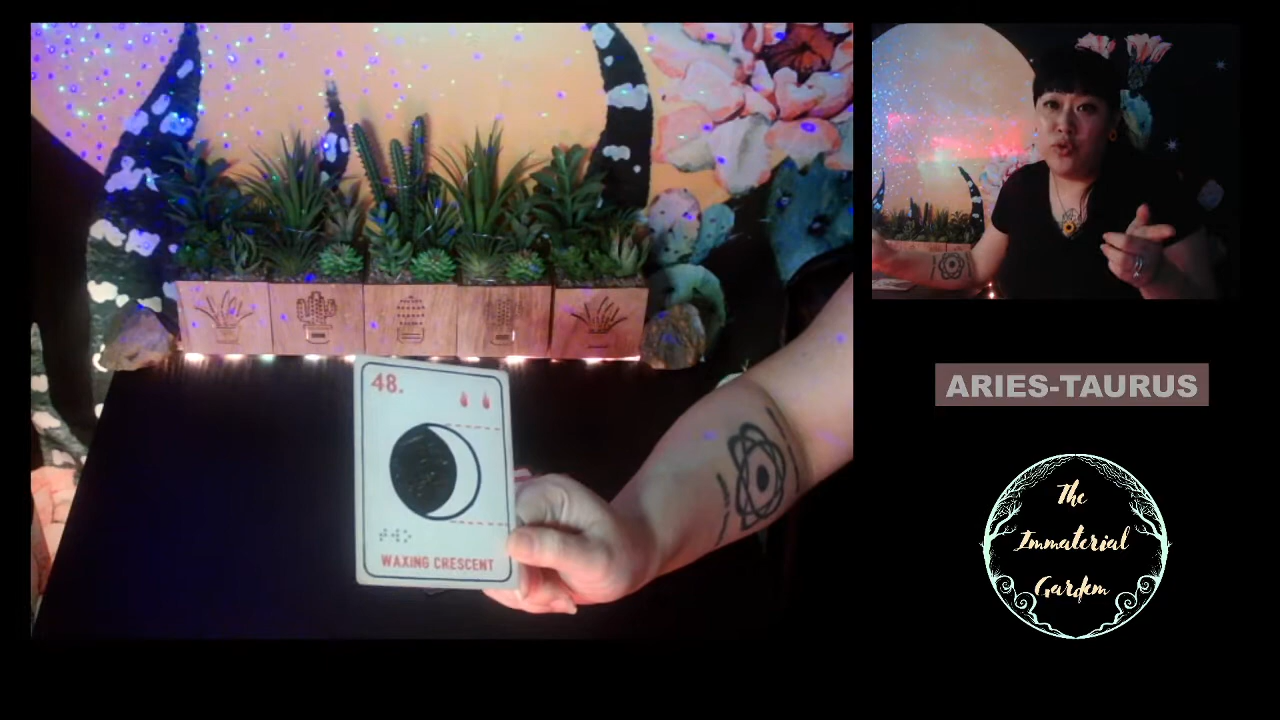 48.
WAXING CRESCENT
ARIES-TAURUS
The
Immaterial
Garden